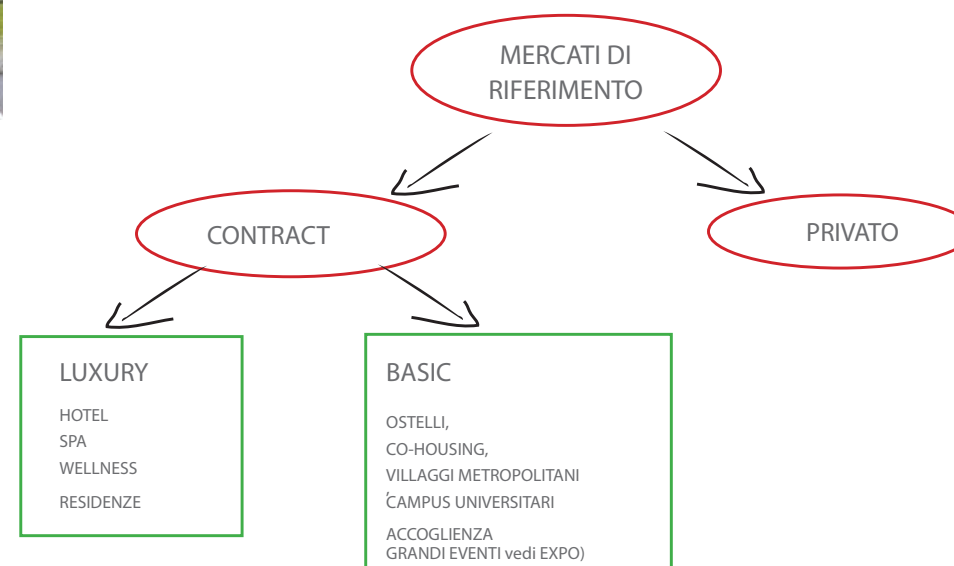 MERCATI DI
RIFERIMENTO
CONTRACT
PRIVATO
LUXURY
HOTEL
SPA
WELLNESS
RESIDENZE
BASIC
OSTELLI,
CO-HOUSING,
VILLAGGI METROPOLITANI
,CAMPUS UNIVERSITARI
ACCOGLIENZA
GRANDI EVENTI vedi EXPO)